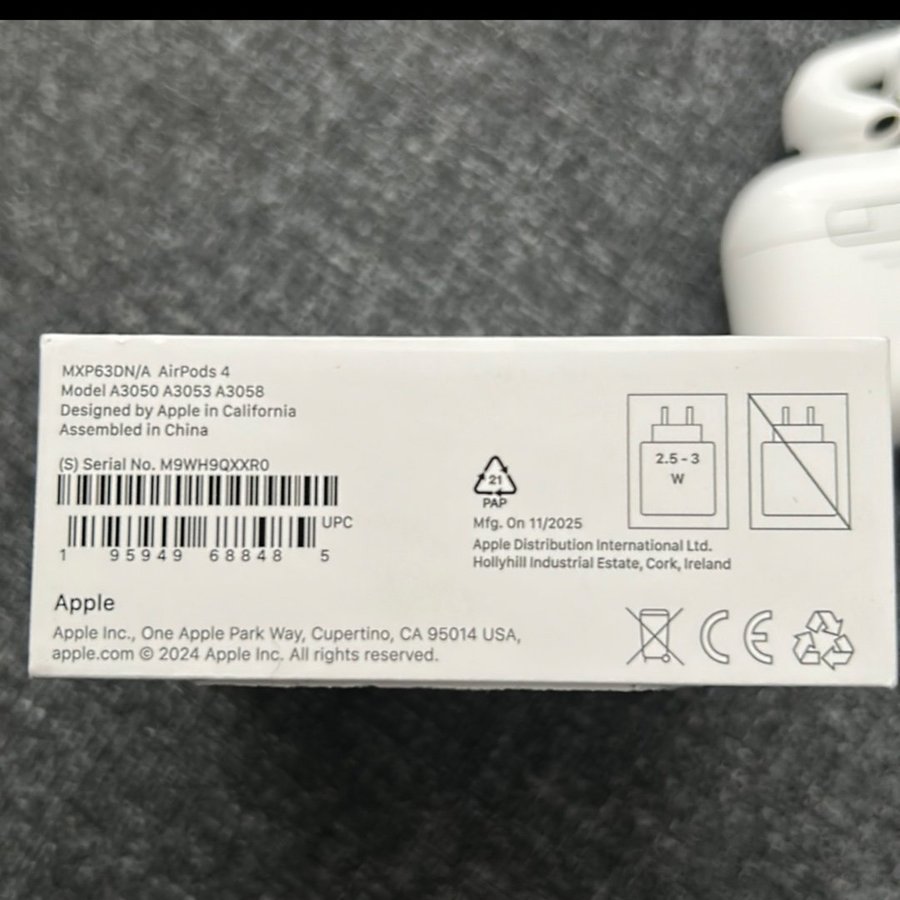 MXP63DN/A AirPods 4
Model A3050 A3053 A3058
Designed by Apple in California
Assembled in China
(S) Serial No. M9WH9QXXR0
UPC
1 95949 68848 5
Apple
Apple Inc., One Apple Park Way, Cupertino, CA 95014 USA,
apple.com © 2024 Apple Inc. All rights reserved.
21
PAP
Mfg. On 11/2025
Apple Distribution International Ltd.
Hollyhill Industrial Estate, Cork, Ireland
2.5 - 3
W
CE